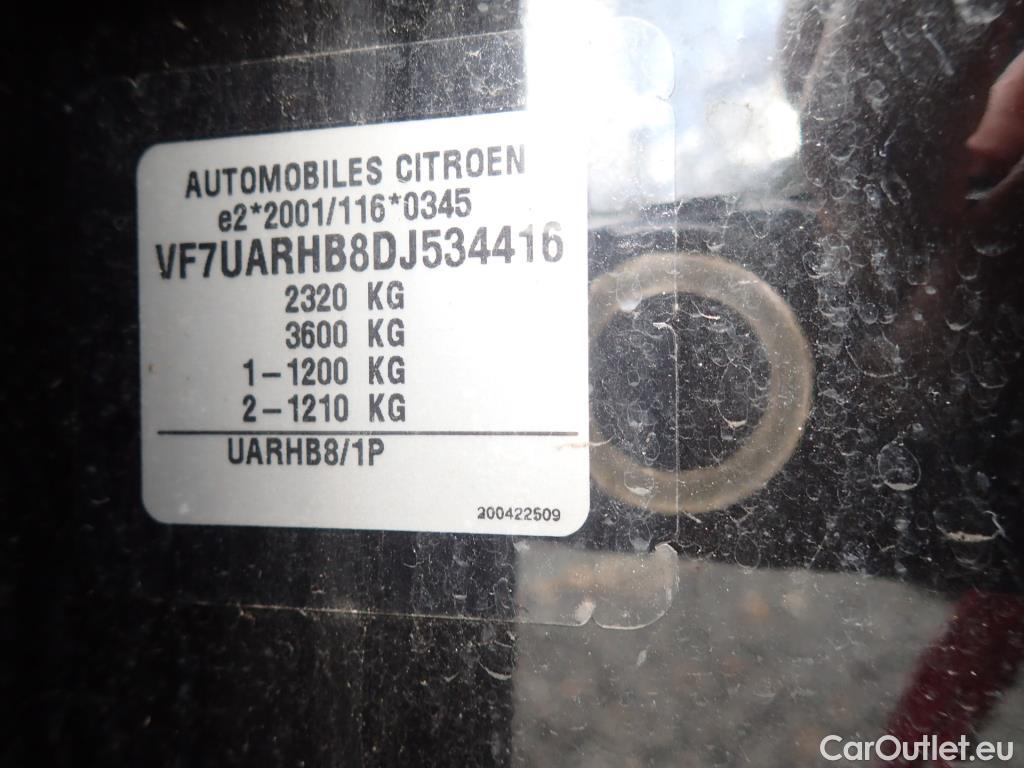 AUTOMOBILES CITROEN
e2*2001/116*0345
VF7UARHB8DJ534416
2320 KG
3600 KG
1-1200 KG
2-1210 KG
UARHB8/1P
200422509
CarOutlet.eu